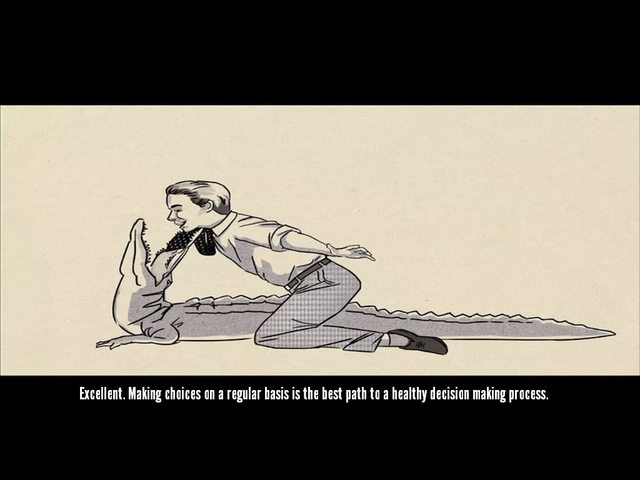 Excellent. Making choices on a regular basis is the best path to a healthy decision making process.